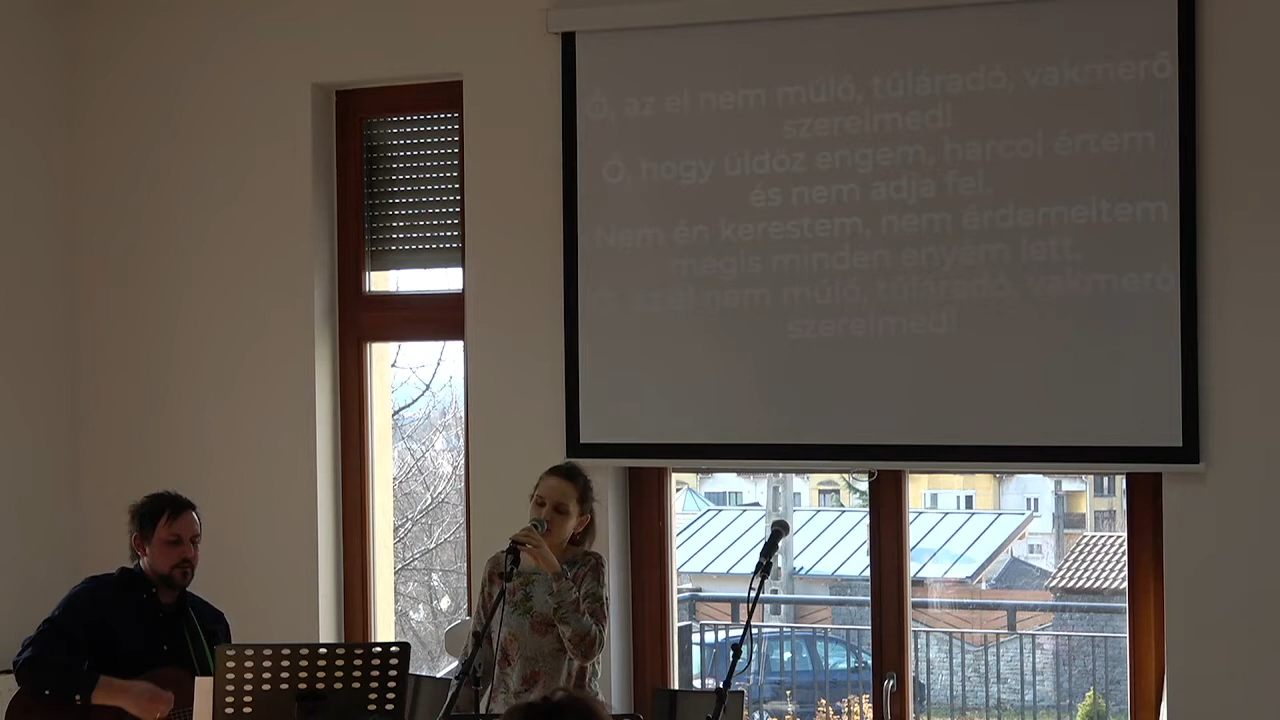 Ó, az el nem múló, túláradó, vakmerő
szerelmed!
Ó, hogy üldöz engem, harcol értem
és nem adja fel.
Nem én kerestem, nem érdemeltem
mégis minden enyém lett.
Ó, az el nem múló, túláradó, vakmerő
szerelmed!